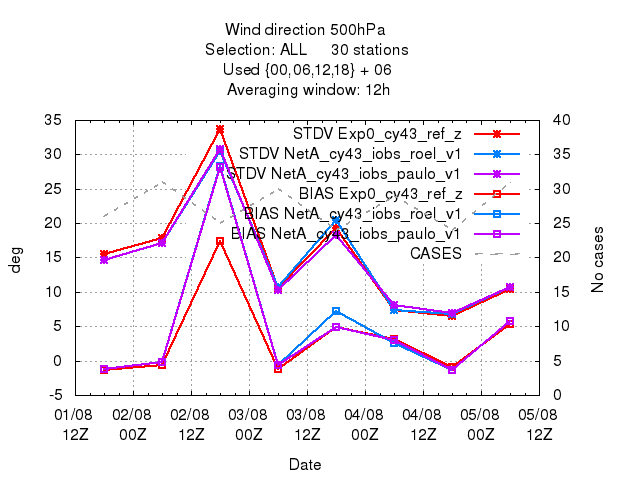 Wind direction 500hPa
Selection: ALL 30 stations
Used {00,06,12,18} + 06
Averaging window: 12h
35 40
STDV Exp0_cy43_ref_z
30 35
STDV NetA_cy43_iobs_roel_v1
STDV NetA_cy43_iobs_paulo_v1
25 30
BIAS Exp0_cy43_ref_z
BIAS NetA_cy43_iobs_roel_v1
20 25
BIAS NetA_cy43_iobs_paulo_v1
CASES
15 20
10 15
5 10
0 5
-5 0
deg
No cases
01/08 02/08 02/08 03/08 03/08 04/08 04/08 05/08 05/08
12Z 00Z 12Z 00Z 12Z 00Z 12Z 00Z 12Z
Date